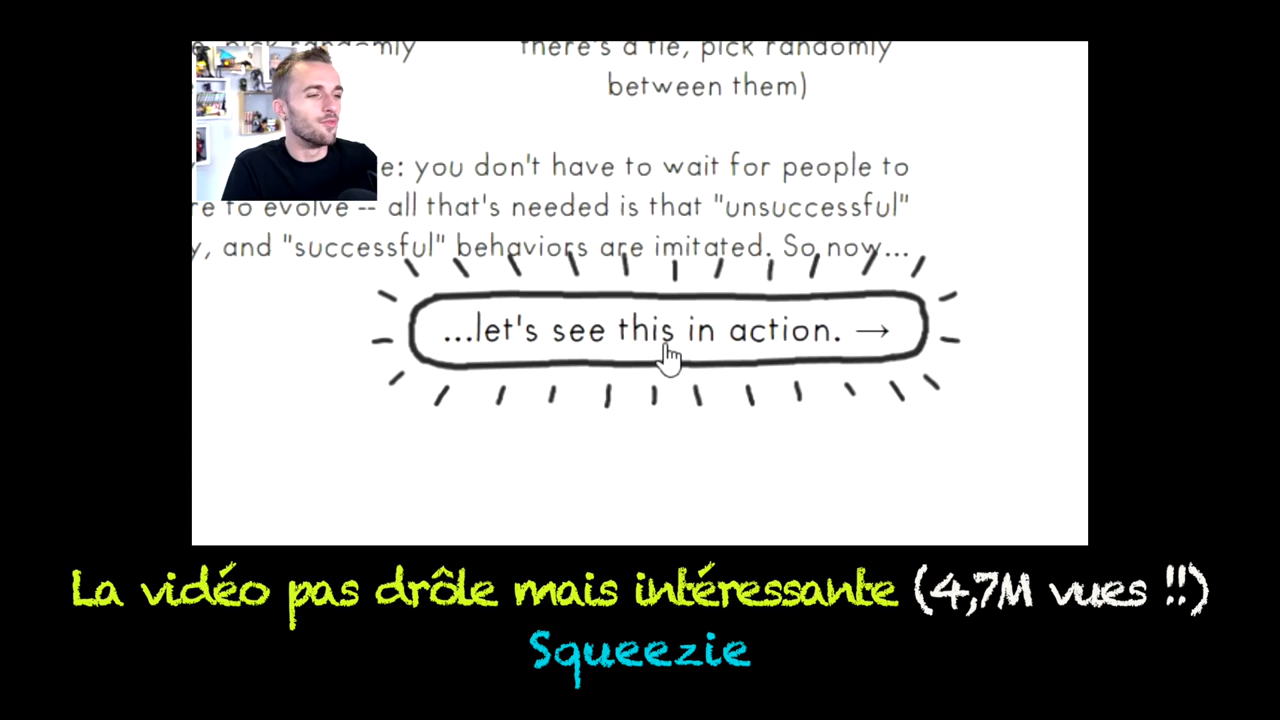 pick randomly
there's a tie, pick randomly
between them)
e: you don't have to wait for people to
re to evolve -- all that's needed is that "unsuccessful"
y, and "successful" behaviors are imitated. So now...
...let's see this in action. →
La vidéo pas drôle mais intéressante (4,7M vues !!)
Squeezie